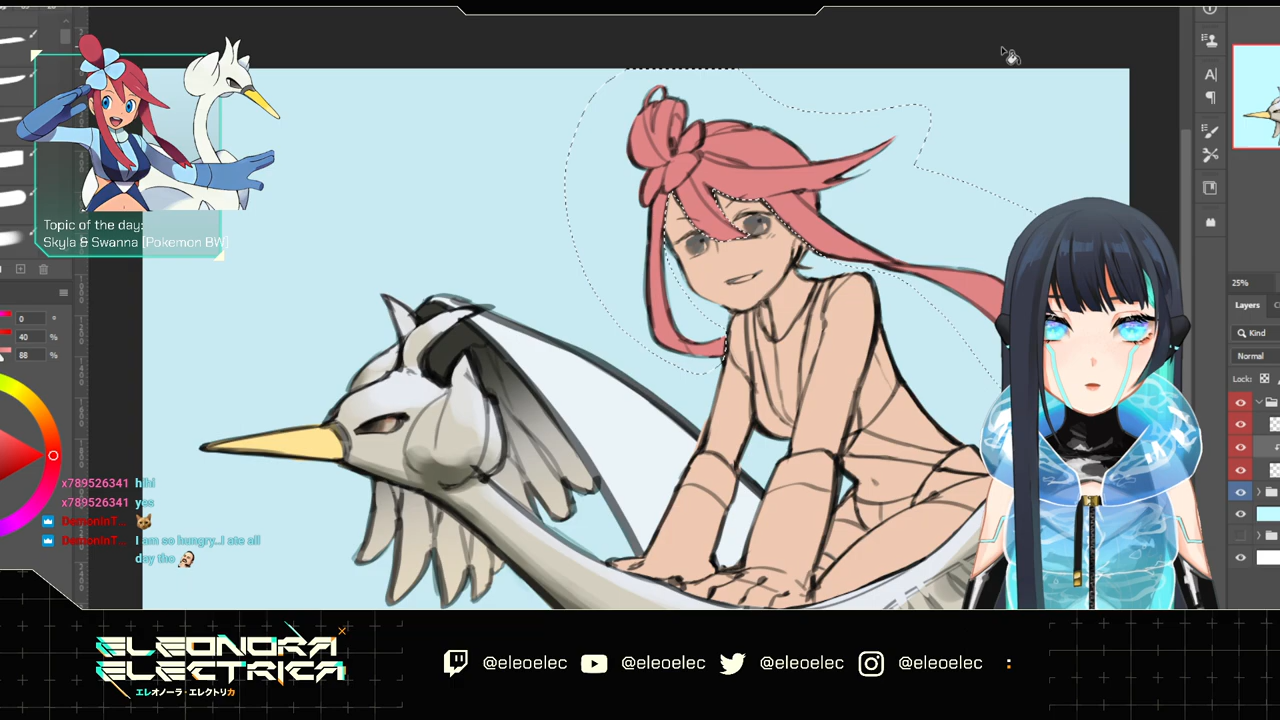 Topic of the day:
Skyla & Swanna [Pokemon BW]
0 °
40 %
88 %
x789526341 hihi
x789526341 yes
DemoninT...
DemoninT... I am so hungry..I ate all
day tho
25%
Layers
Kind
Normal
Lock:
ELEONORA
ELECTRICA
エレオノーラ・エレクトリカ
@eleoelec @eleoelec @eleoelec @eleoelec